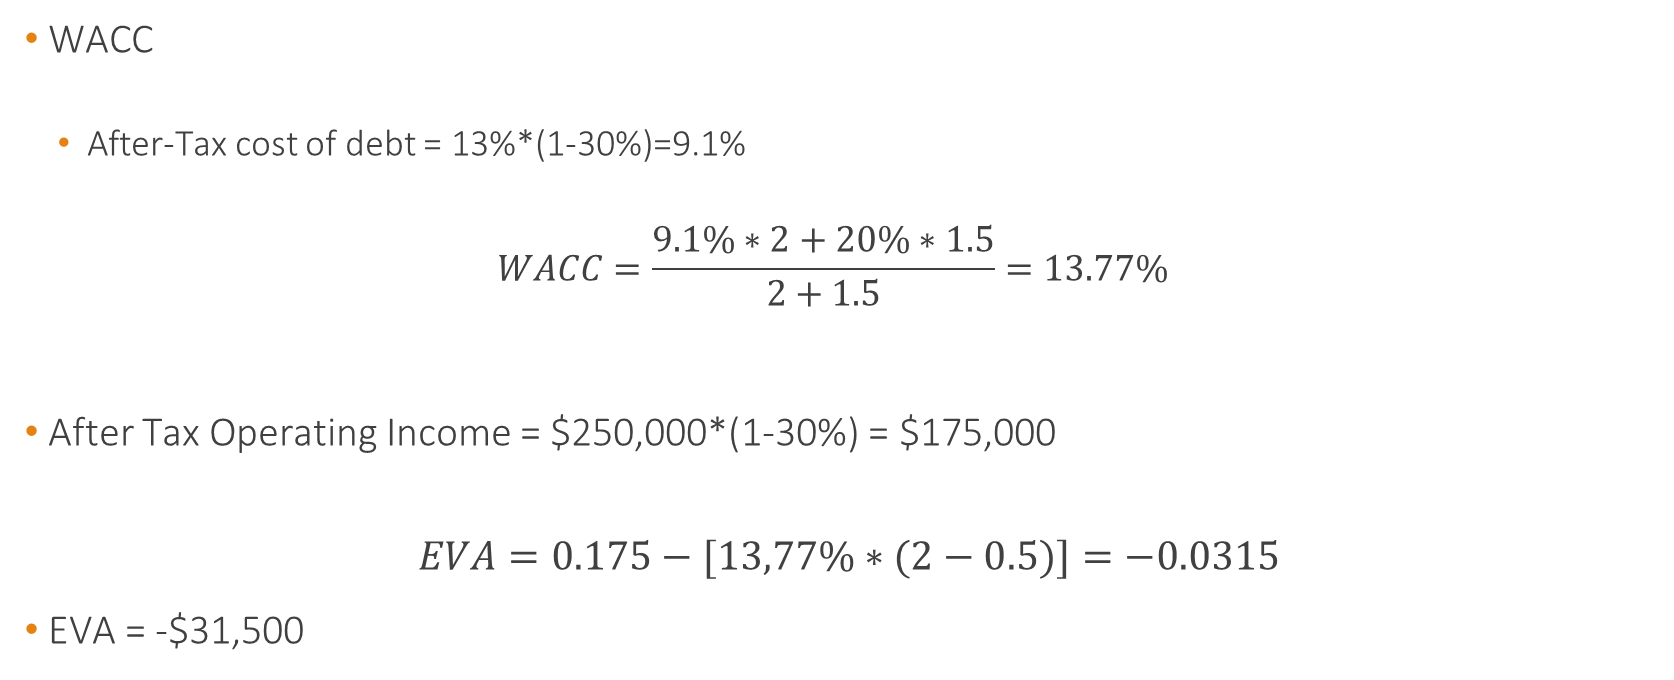 • WACC
• After-Tax cost of debt = 13%*(1-30%)=9.1%
WACC = \frac{9.1% * 2 + 20% * 1.5}{2 + 1.5} = 13.77%
• After Tax Operating Income = $250,000*(1-30%) = $175,000
EVA = 0.175 − [13,77% * (2 − 0.5)] = −0.0315
• EVA = -$31,500